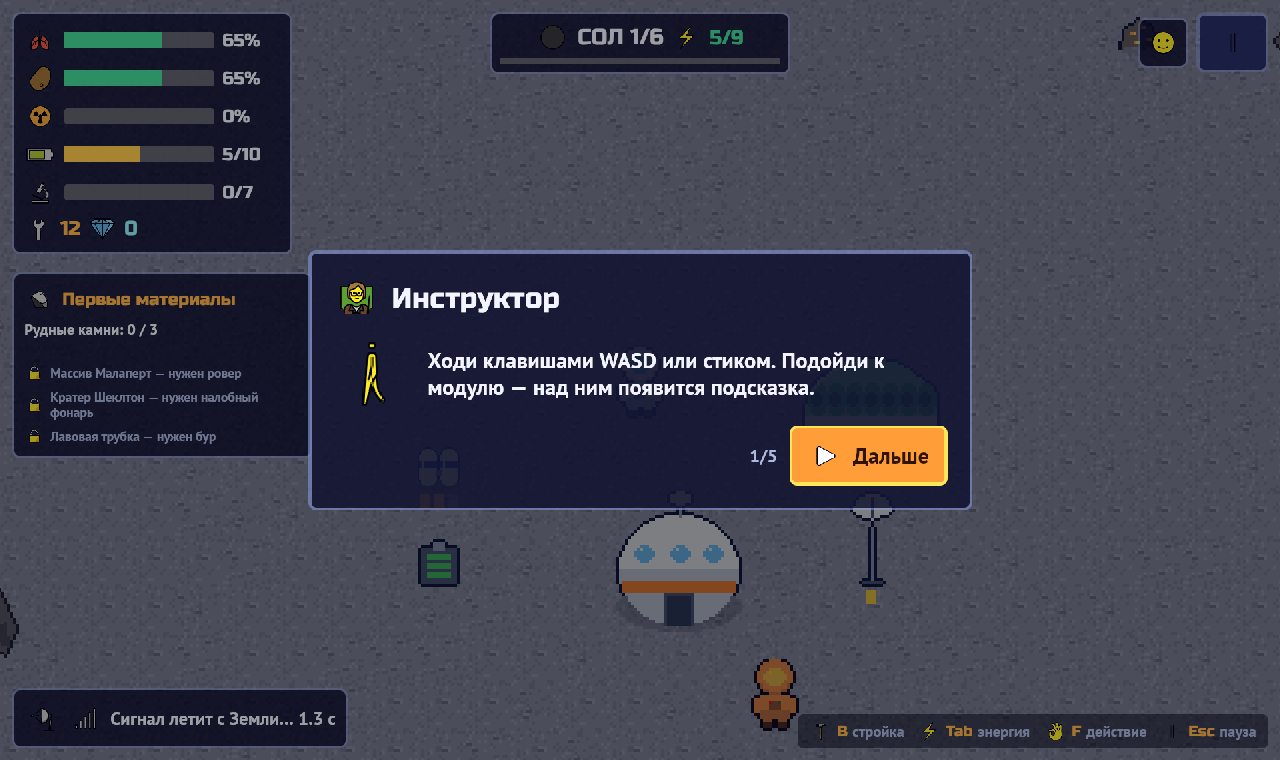 65%
65%
0%
5/10
0/7
12 0
СОЛ 1/6 5/9
Первые материалы
Рудные камни: 0 / 3
Массив Малаперт — нужен ровер
Кратер Шеклтон — нужен налобный
фонарь
Лавовая трубка — нужен бур
Инструктор
Ходи клавишами WASD или стиком. Подойди к
модулю — над ним появится подсказка.
1/5 Дальше
Сигнал летит с Земли... 1.3 с
B стройка Tab энергия F действие Esc пауза